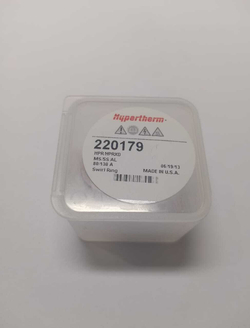 Hypertherm
220179
HPR/HPRXD
MS-SS-AL
80-130 A
Swirl Ring
MADE IN U.S.A.